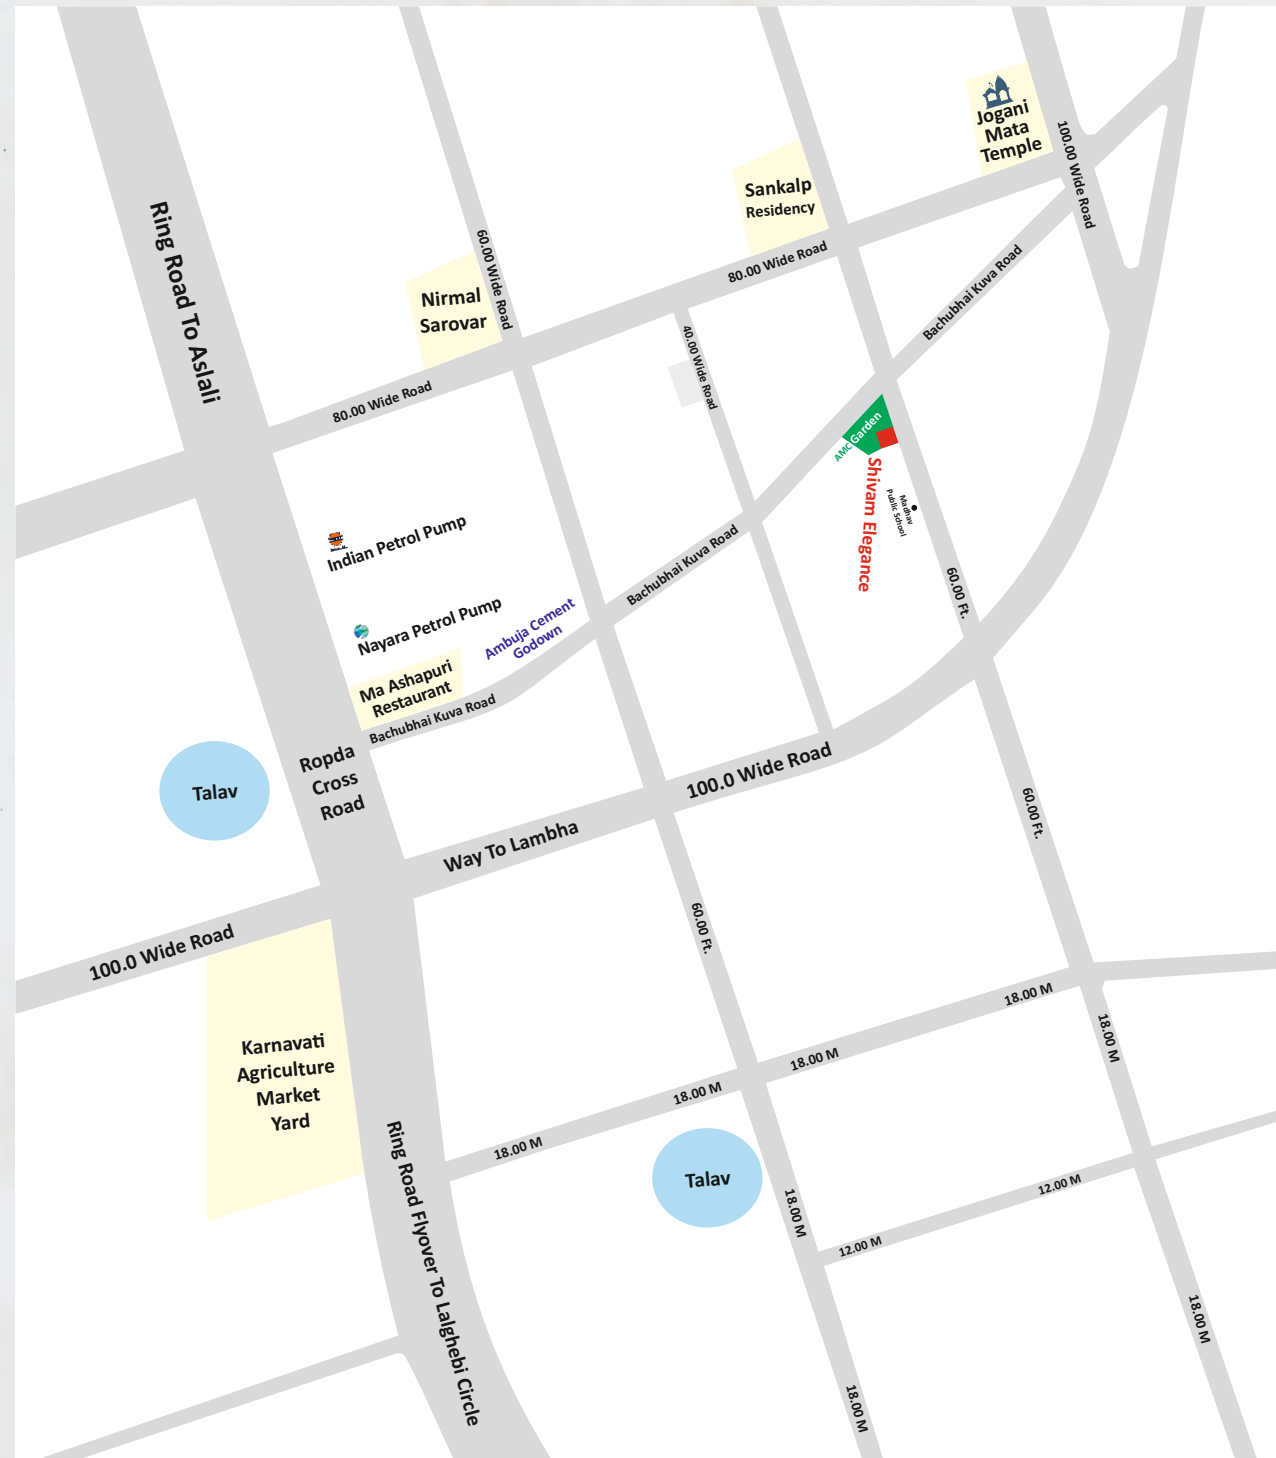 Jogani
Mata
Temple
100.00 Wide Road
Sankalp
Residency
80.00 Wide Road
Ring Road To Aslali
60.00 Wide Road
Nirmal
Sarovar
80.00 Wide Road
40.00 Wide Road
Bachubhai Kuva Road
AMC Garden
Shivam Elegance
Madhav
Public School
Indian Petrol Pump
Nayara Petrol Pump
Ambuja Cement
Godown
Bachubhai Kuva Road
60.00 Ft.
Ma Ashapuri
Restaurant
Bachubhai Kuva Road
Ropda
Cross
Road
Talav
100.0 Wide Road
Way To Lambha
60.00 Ft.
60.00 Ft.
100.0 Wide Road
18.00 M
18.00 M
Karnavati
Agriculture
Market
Yard
18.00 M
18.00 M
18.00 M
Talav
18.00 M
12.00 M
12.00 M
Ring Road Flyover To Lalghebi Circle
18.00 M
18.00 M